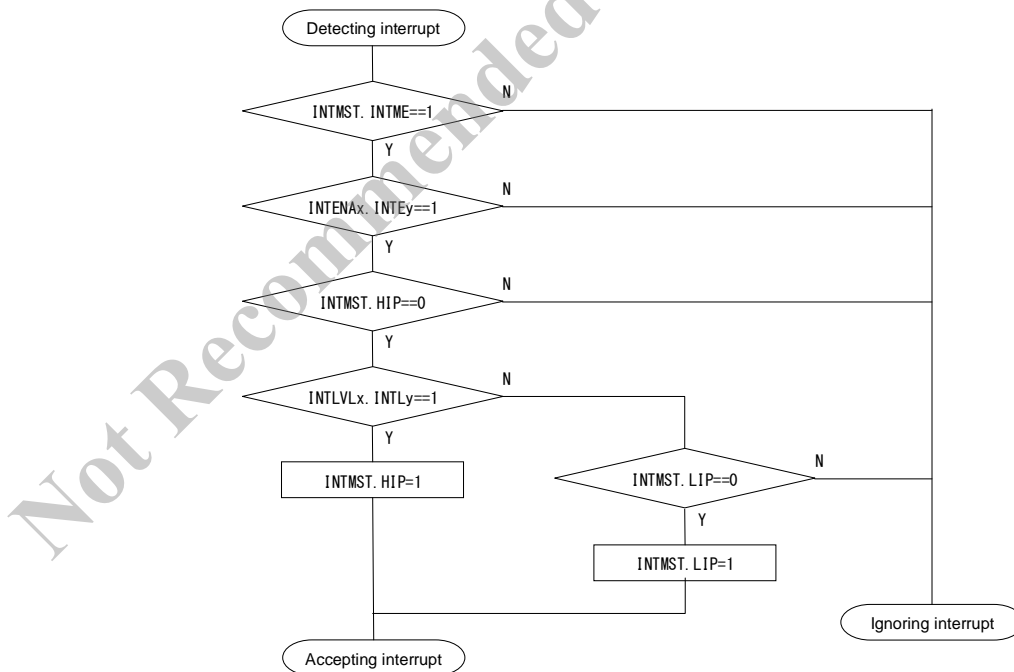 Detecting interrupt
INTMST. INTME==1
N
Y
INTENAx. INTEy==1
N
Y
INTMST. HIP==0
N
Y
INTLVLx. INTLy==1
N
Y
INTMST. HIP=1
INTMST. LIP==0
N
Y
INTMST. LIP=1
Ignoring interrupt
Accepting interrupt
Not Recommended